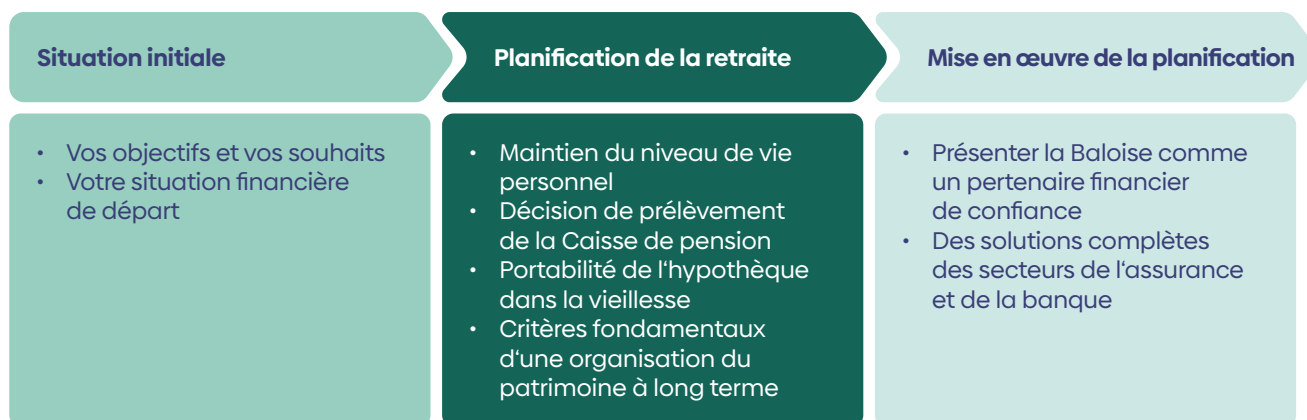 Situation initiale
Planification de la retraite
Mise en œuvre de la planification
• Vos objectifs et vos souhaits
• Votre situation financière
de départ
• Maintien du niveau de vie
personnel
• Décision de prélèvement
de la Caisse de pension
• Portabilité de l‘hypothèque
dans la vieillesse
• Critères fondamentaux
d‘une organisation du
patrimoine à long terme
• Présenter la Baloise comme
un pertenaire financier
de confiance
• Des solutions complètes
des secteurs de l‘assurance
et de la banque